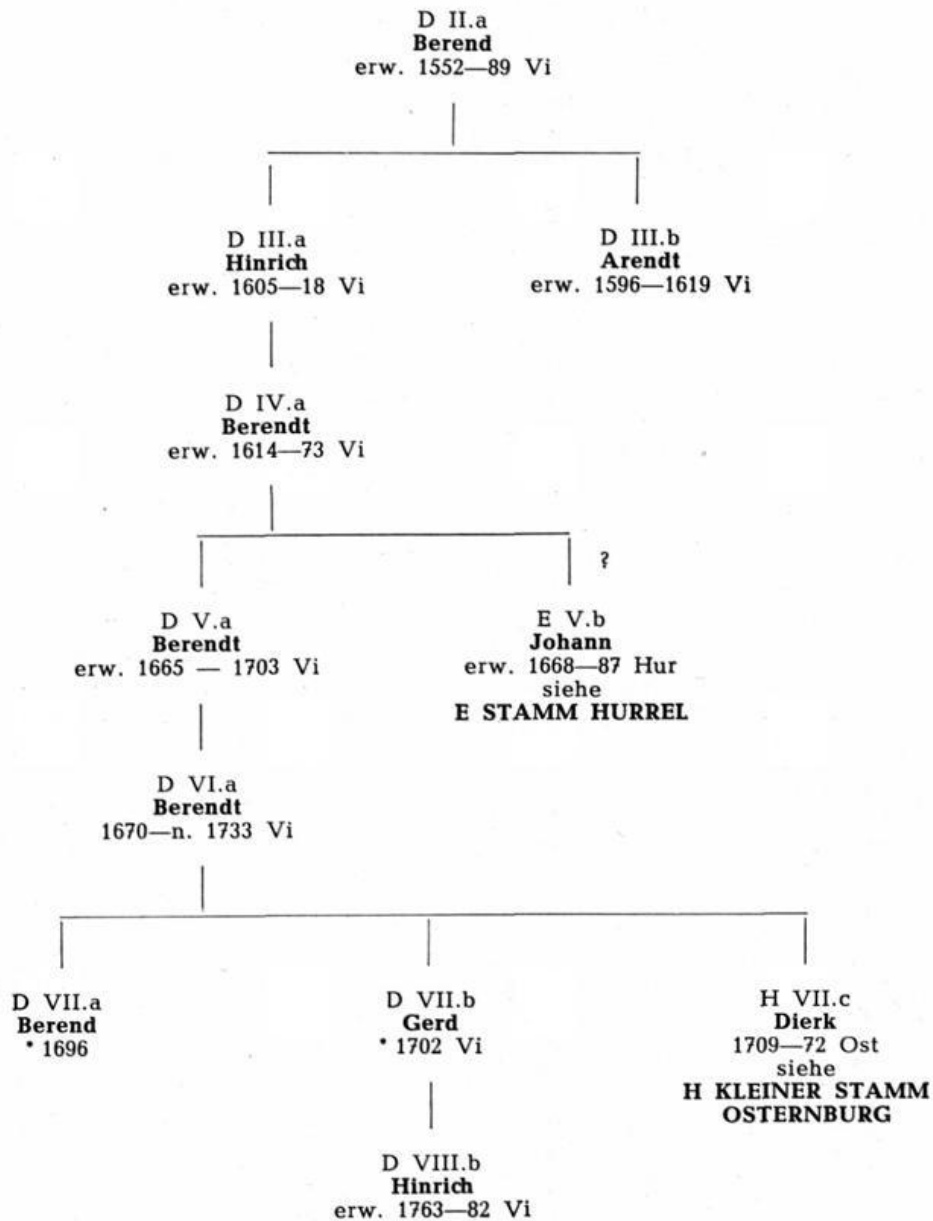 D II.a
Berend
erw. 1552—89 Vi
D III.a
Hinrich
erw. 1605—18 Vi
D III.b
Arendt
erw. 1596—1619 Vi
D IV.a
Berendt
erw. 1614—73 Vi
?
D V.a
Berendt
erw. 1665 — 1703 Vi
E V.b
Johann
erw. 1668—87 Hur
siehe
E STAMM HURREL
D VI.a
Berendt
1670—n. 1733 Vi
D VII.a
Berend
* 1696
D VII.b
Gerd
* 1702 Vi
H VII.c
Dierk
1709—72 Ost
siehe
H KLEINER STAMM
OSTERNBURG
D VIII.b
Hinrich
erw. 1763—82 Vi